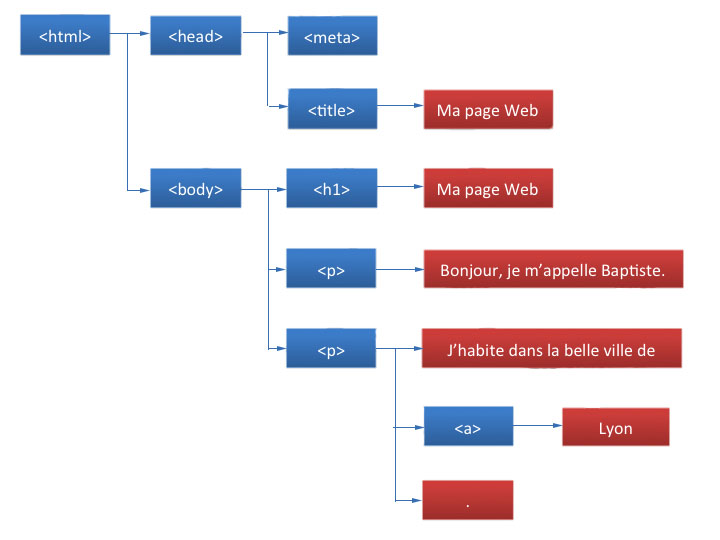 <html>
<head>
<meta>
<title>
Ma page Web
<body>
<h1>
Ma page Web
<p>
Bonjour, je m’appelle Baptiste.
<p>
J’habite dans la belle ville de
<a>
Lyon
.